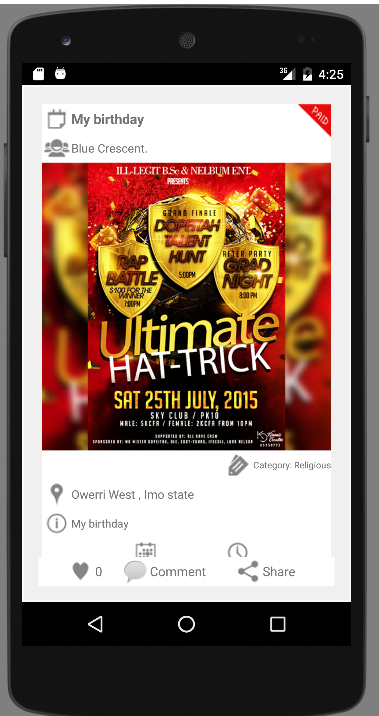 3G 4:25
PAID
My birthday
Blue Crescent.
ILL-LEGIT B.Sc & NELBUM ENT.
PRESENTS
GRAND FINALE
DOPETAH
TALENT
HUNT
5:00PM
RAP
BATTLE
$100 FOR THE
WINNER
7:00PM
AFTER PARTY
GRAD
NIGHT
8:00 PM
Ultimate
HAT-TRICK
SAT 25TH JULY, 2015
SKY CLUB / PK10
MALE: 5KCFA / FEMALE: 2KCFA FROM 10PM
SUPPORTED BY: ALL RAVE CREW
Category: Religious
Owerri West , Imo state
My birthday
0 Comment Share